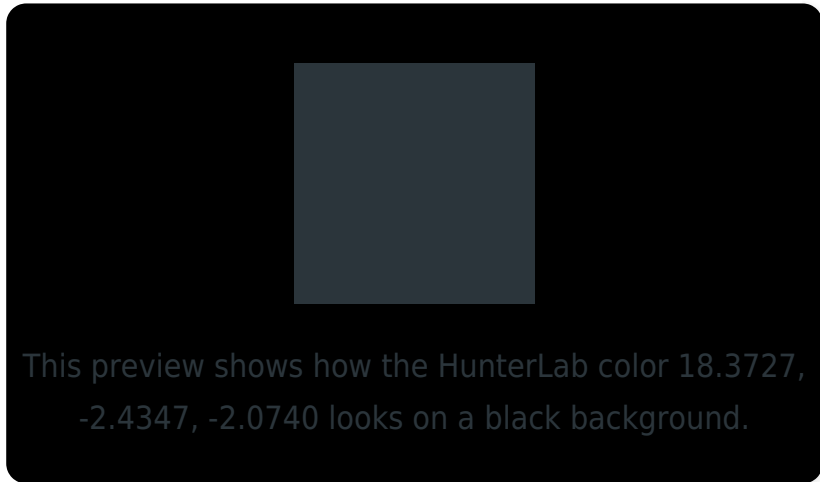 This preview shows how the HunterLab color 18.3727,
-2.4347, -2.0740 looks on a black background.